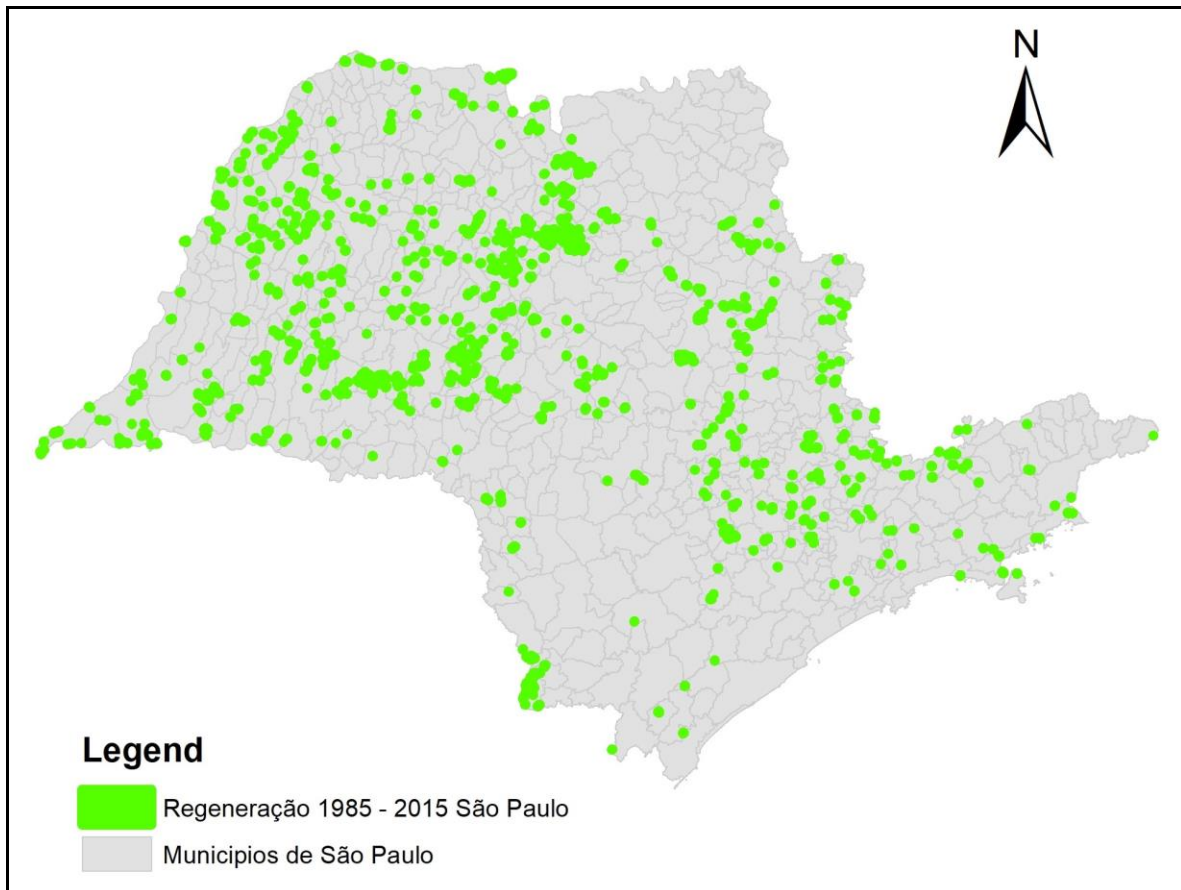 N
Legend
Regeneração 1985 - 2015 São Paulo
Municipios de São Paulo